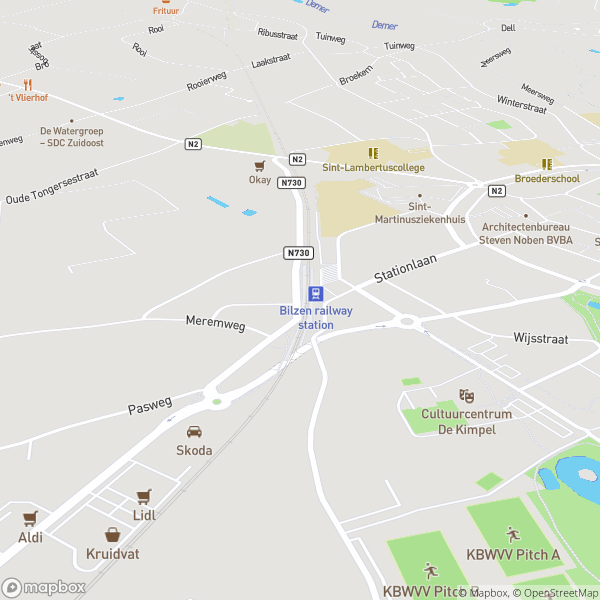 Frituur
Rooi
Demer
Demer
Dell
Ribusstraat
Tuinweg
Tuinweg
Rooi
Laakstraat
Broekem
Rooierweg
't Vlierhof
Meersweg
Winterstraat
De Watergroep
– SDC Zuidoost
N2
N2
Okay
Sint-Lambertuscollege
Broederschool
N730
N2
Oude Tongersestraat
Sint-
Martinusziekenhuis
Architectenbureau
Steven Noben BVBA
N730
Stationlaan
Bilzen railway
station
Meremweg
Wijsstraat
Pasweg
Cultuurcentrum
De Kimpel
Skoda
Lidl
Aldi
Kruidvat
KBWVV Pitch A
KBWVV Pitch B
mapbox
© Mapbox, © OpenStreetMap